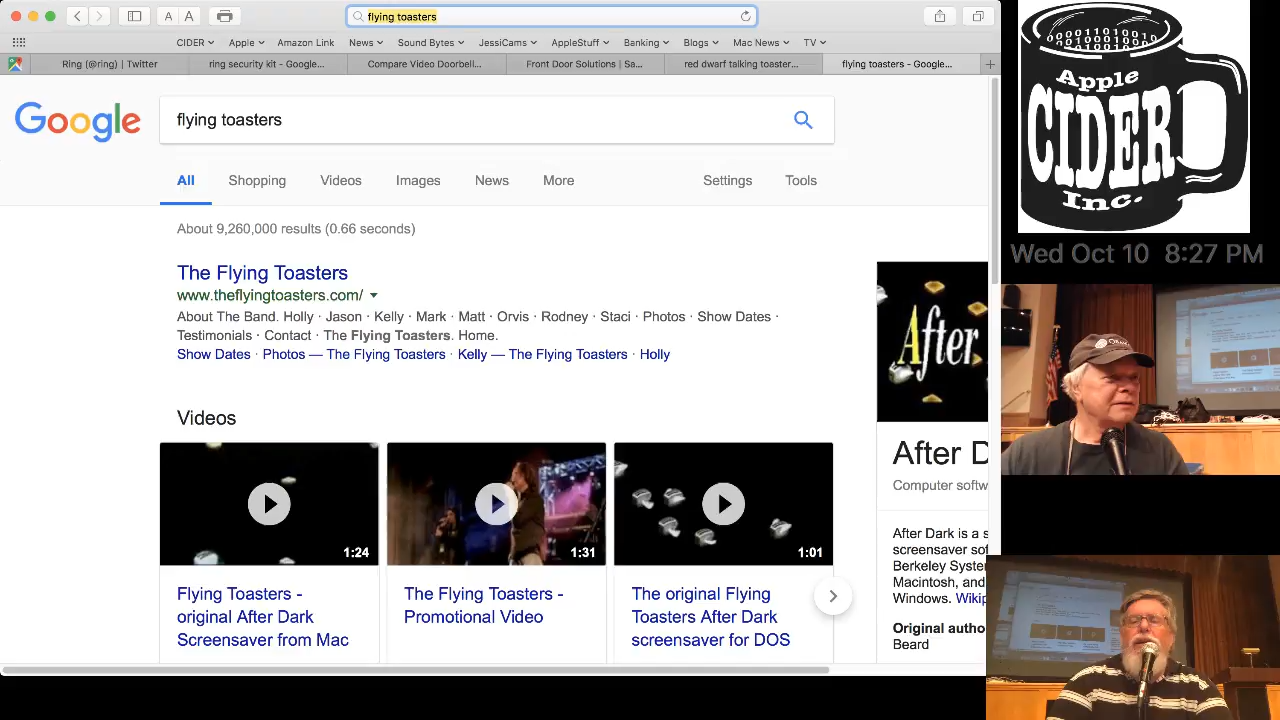 flying toasters
A A
CIDER Apple Amazon Link News Sound Bytes JessiCams AppleStuff Banking Blogs Mac News TV
Ring (@ring) | Twitter
ring security kit - Google...
Compare Video Doorbell...
Front Door Solutions | Sa...
red dwarf talking toaster...
flying toasters - Google...
Google
flying toasters
All Shopping Videos Images News More Settings Tools
About 9,260,000 results (0.66 seconds)
The Flying Toasters
www.theflyingtoasters.com/
About The Band. Holly · Jason · Kelly · Mark · Matt · Orvis · Rodney · Staci · Photos · Show Dates ·
Testimonials · Contact · The Flying Toasters. Home.
Show Dates · Photos — The Flying Toasters · Kelly — The Flying Toasters · Holly
Videos
1:24
1:31
1:01
Flying Toasters -
original After Dark
Screensaver from Mac
The Flying Toasters -
Promotional Video
The original Flying
Toasters After Dark
screensaver for DOS
After
After D
Computer softw
After Dark is a s
screensaver sof
Berkeley System
Macintosh, and
Windows. Wikip
Original autho
Beard
000011010
010010100101
Apple
CIDER
Inc.
Wed Oct 10 8:27 PM